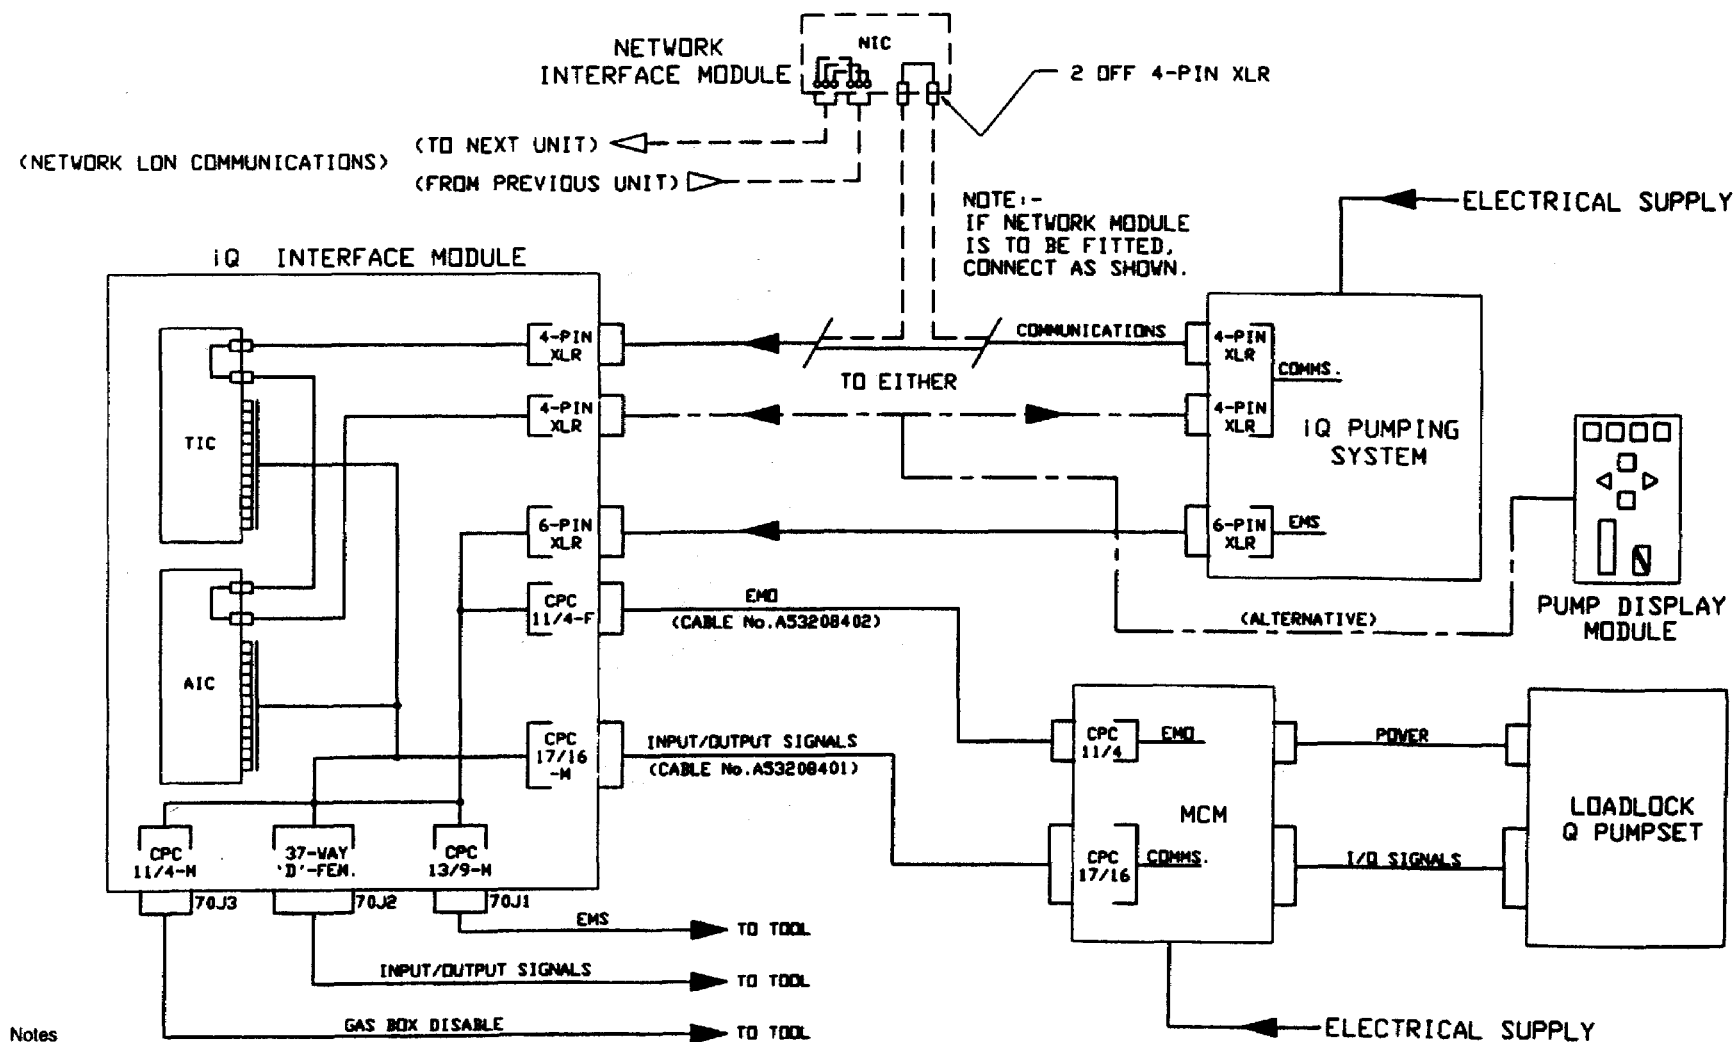 NETWORK
INTERFACE MODULE
NIC
2 OFF 4-PIN XLR
(NETWORK LON COMMUNICATIONS)
(TO NEXT UNIT)
(FROM PREVIOUS UNIT)
NOTE:-
IF NETWORK MODULE
IS TO BE FITTED,
CONNECT AS SHOWN.
ELECTRICAL SUPPLY
iQ INTERFACE MODULE
TIC
AIC
4-PIN
XLR
4-PIN
XLR
6-PIN
XLR
CPC
11/4-F
CPC
17/16
-M
CPC
11/4-M
37-WAY
'D'-FEM.
CPC
13/9-M
70J3
70J2
70J1
COMMUNICATIONS
TO EITHER
4-PIN
XLR
COMMS.
4-PIN
XLR
iQ PUMPING
SYSTEM
6-PIN
XLR
EMS
PUMP DISPLAY
MODULE
(ALTERNATIVE)
EMO
(CABLE No.A53208402)
INPUT/OUTPUT SIGNALS
(CABLE No.A53208401)
CPC
11/4
EMO
MCM
CPC
17/16
COMMS.
POWER
I/O SIGNALS
LOADLOCK
Q PUMPSET
EMS
TO TOOL
INPUT/OUTPUT SIGNALS
TO TOOL
GAS BOX DISABLE
TO TOOL
ELECTRICAL SUPPLY
Notes